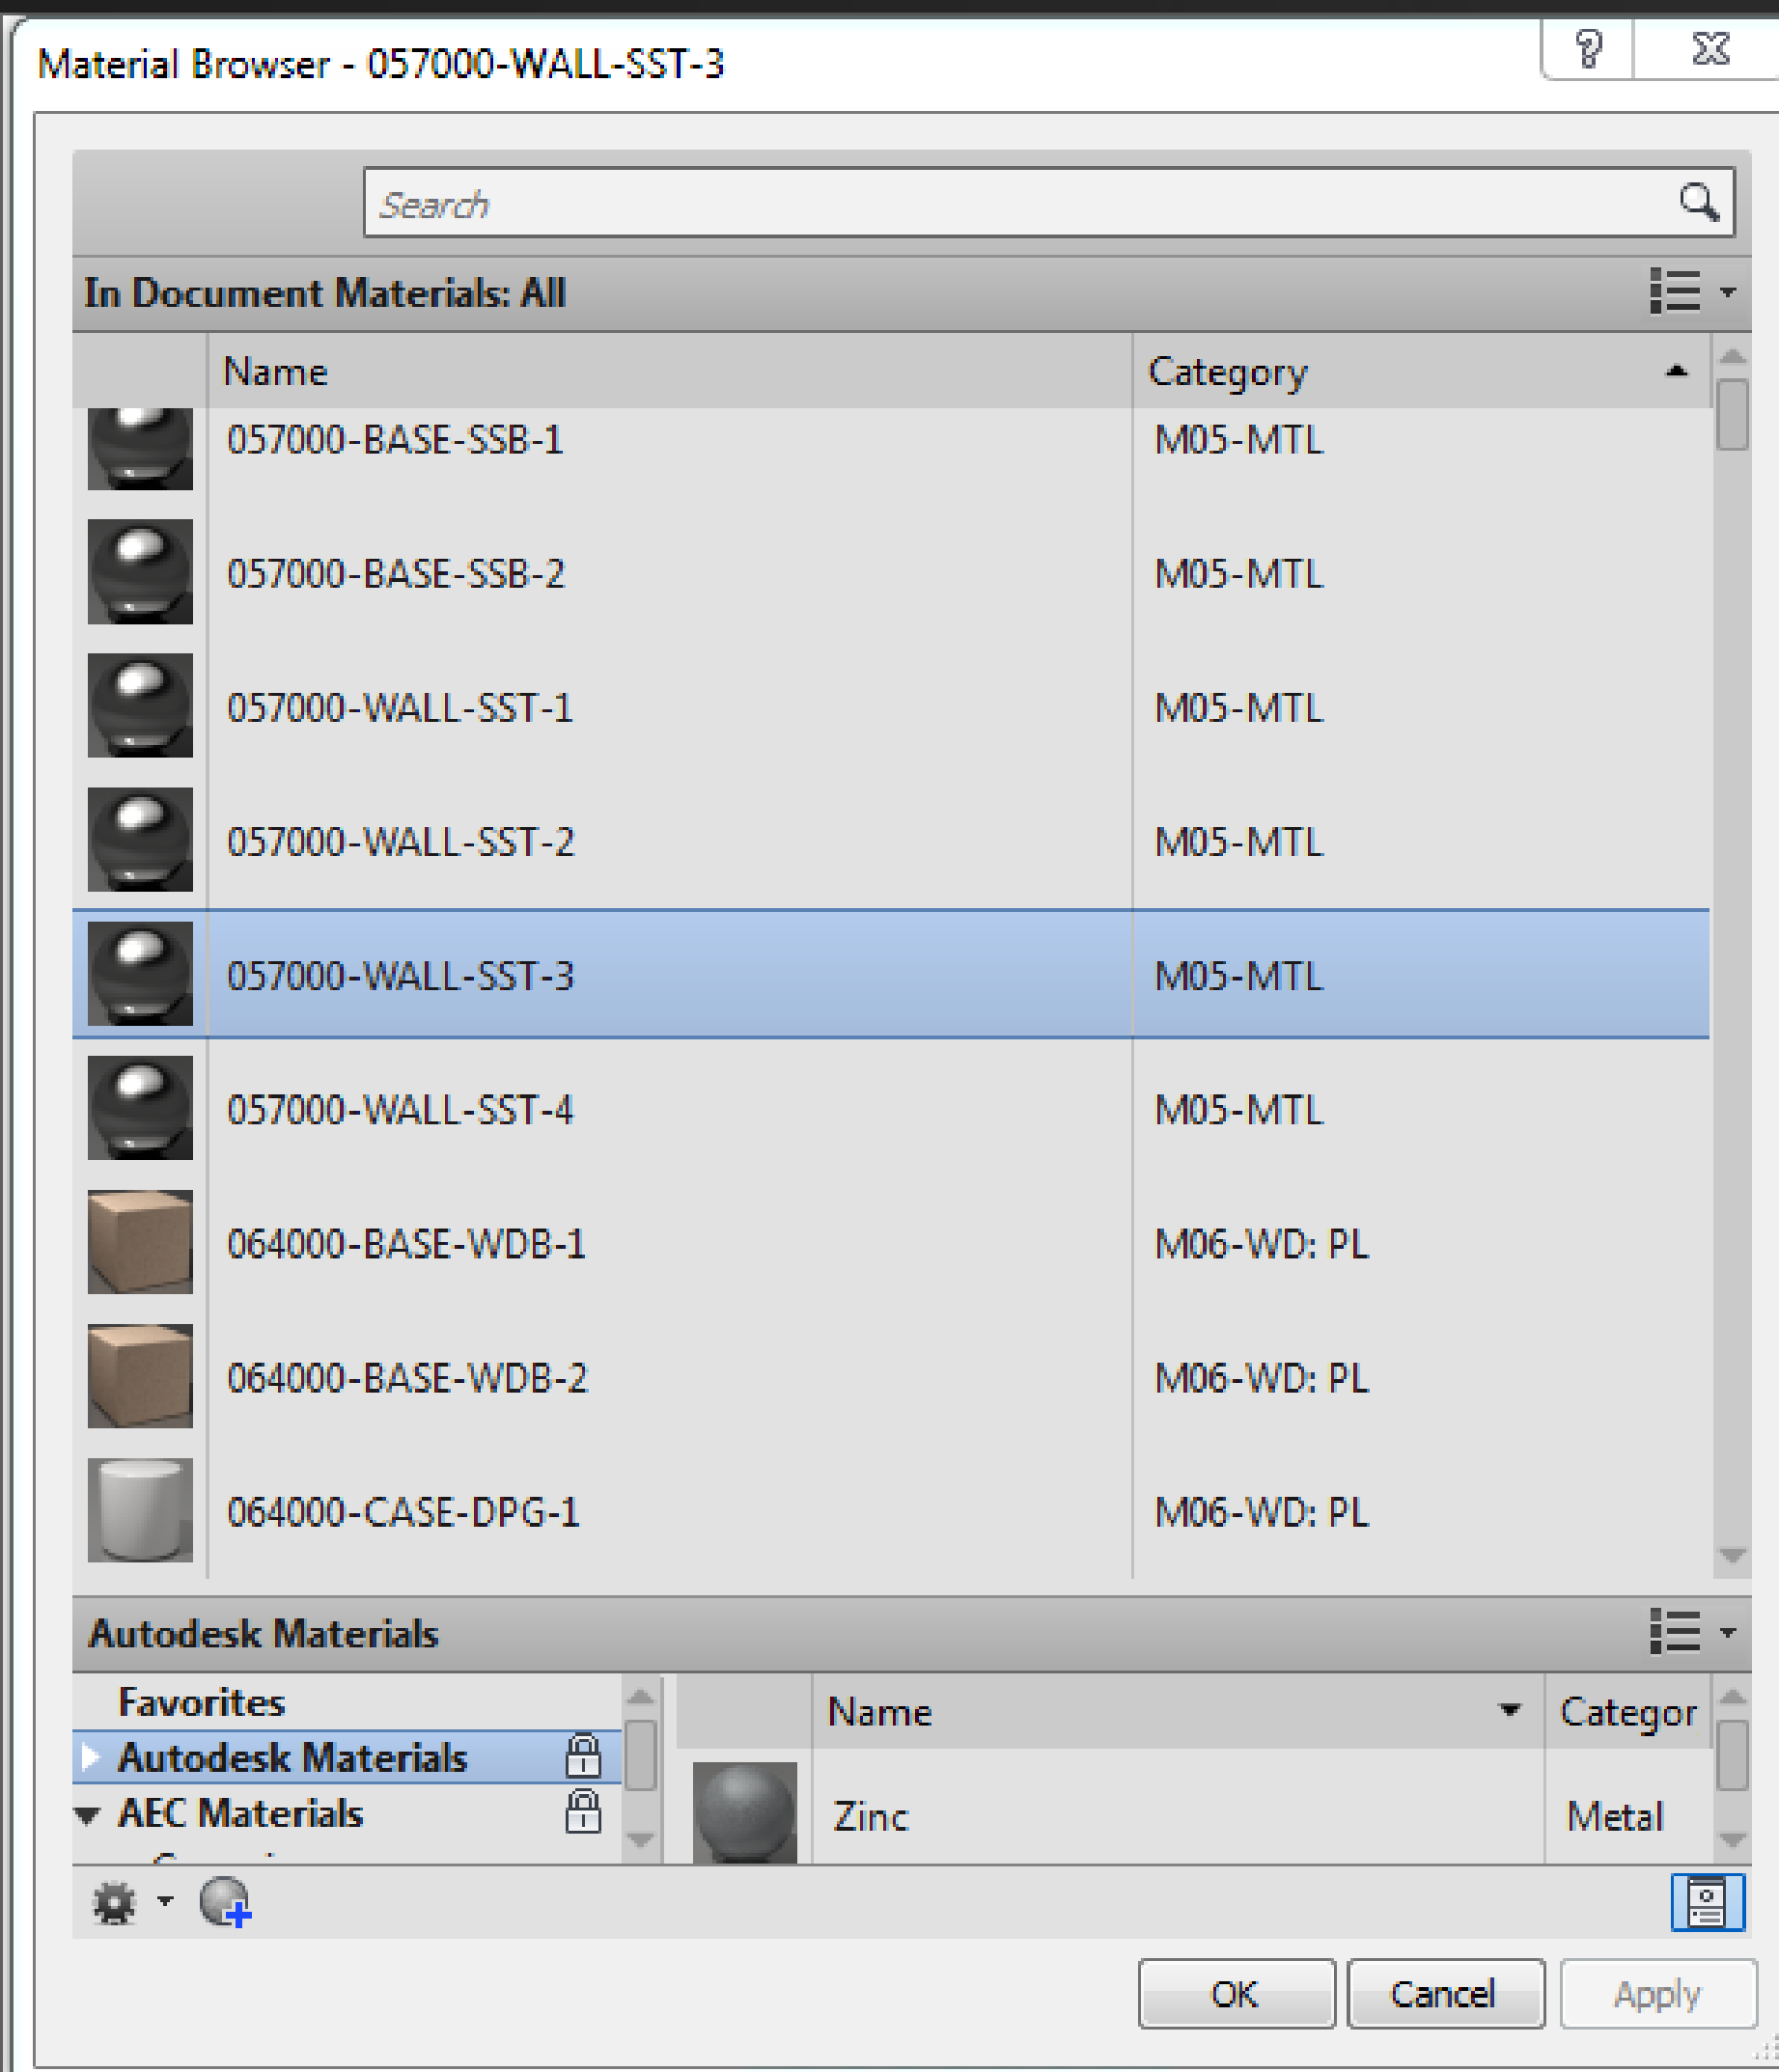 Material Browser - 057000-WALL-SST-3
?
Search
In Document Materials: All
Name Category
057000-BASE-SSB-1 M05-MTL
057000-BASE-SSB-2 M05-MTL
057000-WALL-SST-1 M05-MTL
057000-WALL-SST-2 M05-MTL
057000-WALL-SST-3 M05-MTL
057000-WALL-SST-4 M05-MTL
064000-BASE-WDB-1 M06-WD: PL
064000-BASE-WDB-2 M06-WD: PL
064000-CASE-DPG-1 M06-WD: PL
Autodesk Materials
Favorites
Autodesk Materials
AEC Materials
Name Categor
Zinc Metal
OK Cancel Apply